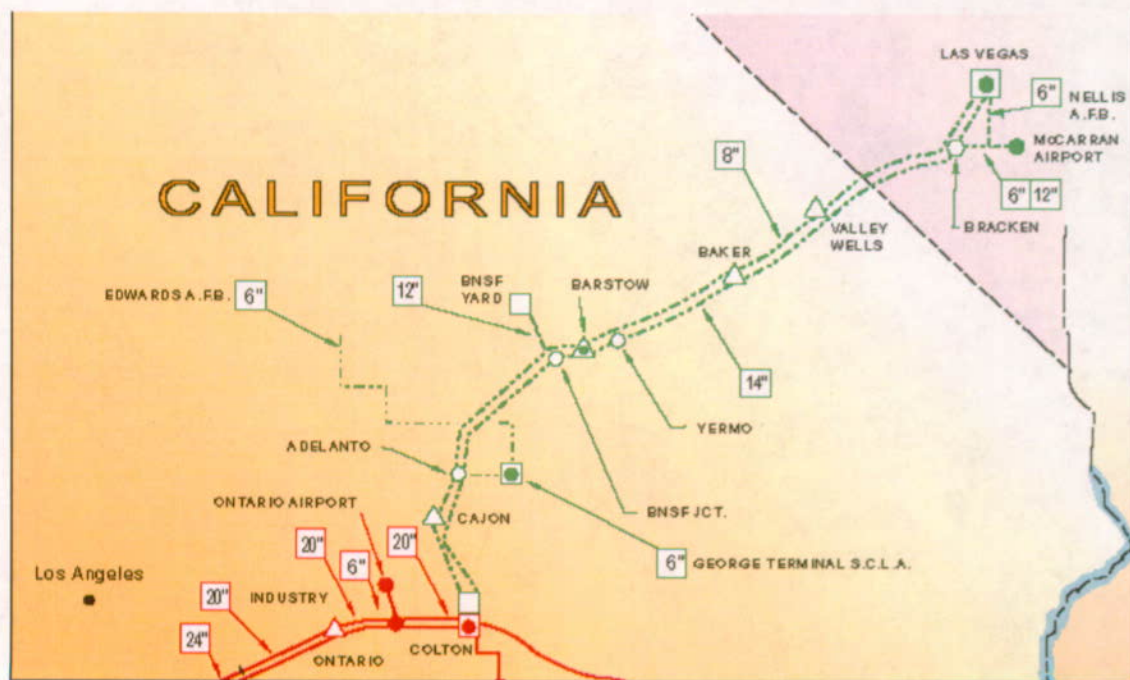 LAS VEGAS
6" NELLIS
A.F.B.
McCARRAN
AIRPORT
8"
6" 12"
CALIFORNIA
VALLEY
WELLS
BRACKEN
BAKER
BNSF
YARD
BARSTOW
EDWARDS A.F.B. 6"
12"
14"
YERMO
ADELANTO
ONTARIO AIRPORT
CAJON
BNSF JCT.
20"
6"
20"
6" GEORGE TERMINAL S.C.L.A.
Los Angeles
20"
INDUSTRY
24"
ONTARIO
COLTON